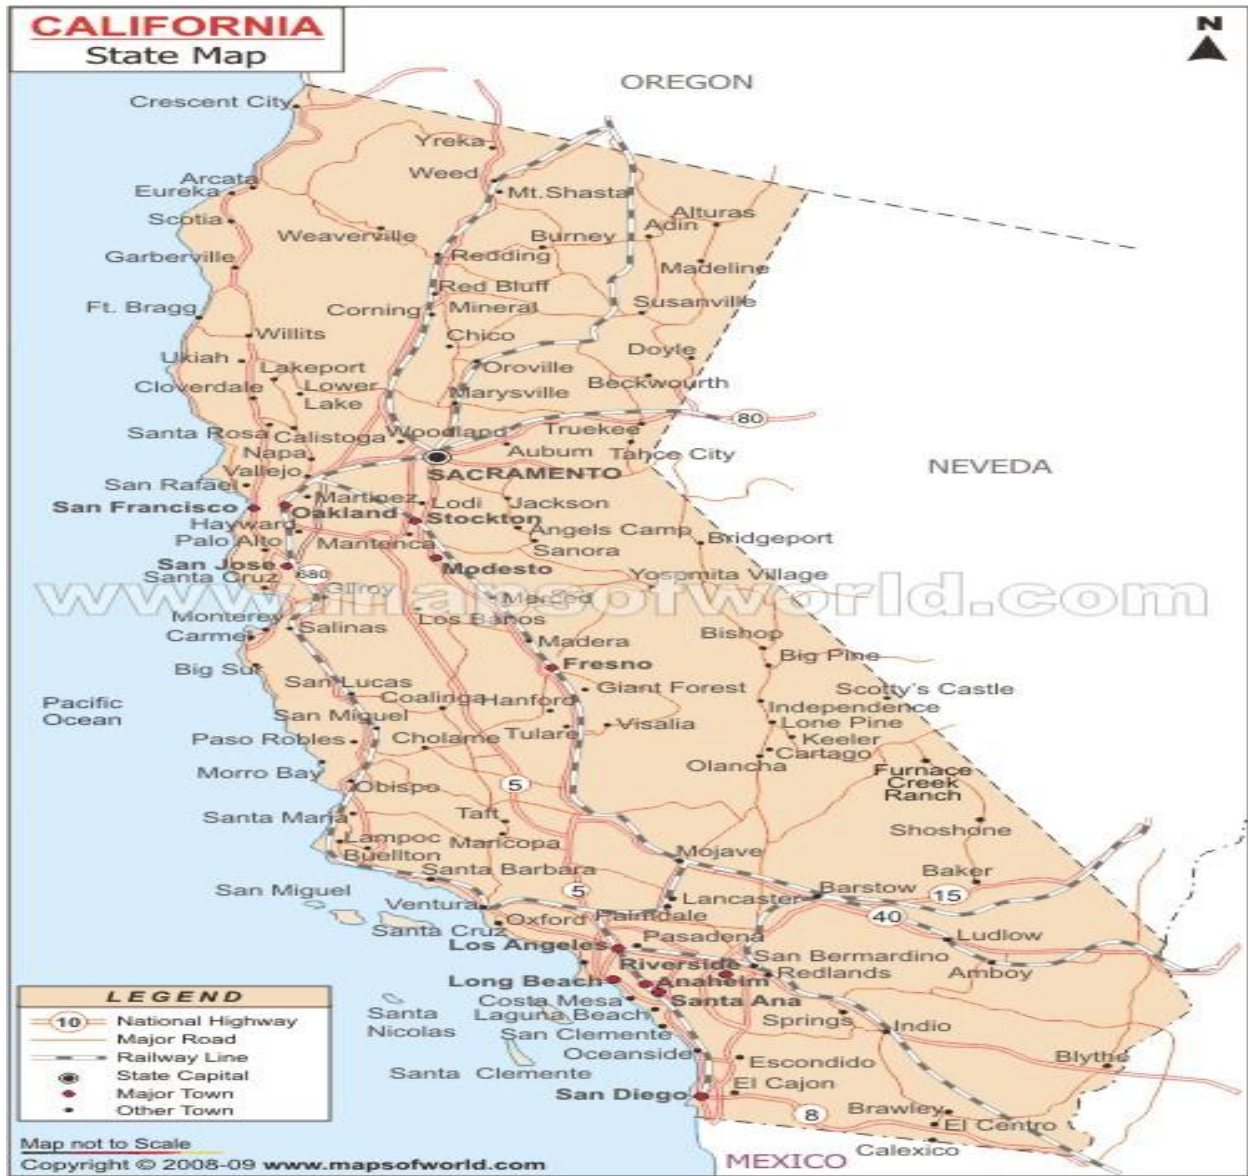 CALIFORNIA
State Map
N
OREGON
Crescent City
Yreka
Weed
Mt.Shasta
Arcata
Eureka
Scotia
Weaverville
Burney
Adin
Alturas
Garberville
Redding
Madeline
Red Bluff
Ft. Bragg
Corning
Mineral
Susanville
Willits
Chico
Ukiah
Lakeport
Oroville
Doyle
Cloverdale
Lower
Lake
Marysville
Beckwourth
Santa Rosa
Calistoga
Woodland
Truekee
80
Napa
Auburn
Tahce City
Vallejo
SACRAMENTO
NEVEDA
San Rafael
Martinez
Lodi
Jackson
San Francisco
Oakland
Stockton
Hayward
Angels Camp
Bridgeport
Palo Alto
Mantenca
Sanora
San Jose
Modesto
Santa Cruz
680
Gilroy
Yosomita Village
www.mapsofworld.com
Merced
Monterey
Salinas
Los Banos
Carmel
Madera
Bishop
Big Sur
Fresno
Big Pine
San Lucas
Giant Forest
Scotty's Castle
Pacific
Ocean
Coalinga
Hanford
Independence
San Miguel
Visalia
Lone Pine
Paso Robles
Cholame
Tulare
Keeler
Cartago
Morro Bay
Olancha
Furnace
Creek
Ranch
Obispo
5
Santa Maria
Taft
Shoshone
Lampoc
Maricopa
Buellton
Mojave
Santa Barbara
Baker
San Miguel
5
Barstow
15
Ventura
Lancaster
Oxford
Palmdale
40
Santa Cruz
Los Angeles
Pasadena
Ludlow
Riverside
San Bernardino
Long Beach
Anaheim
Redlands
Amboy
Costa Mesa
Santa Ana
Santa
Nicolas
Laguna Beach
Springs
Indio
San Clemente
Oceanside
Escondido
Blythe
Santa Clemente
El Cajon
San Diego
8
Brawley
El Centro
Calexico
MEXICO
LEGEND
10 National Highway
Major Road
Railway Line
State Capital
Major Town
Other Town
Map not to Scale
Copyright © 2008-09 www.mapsofworld.com